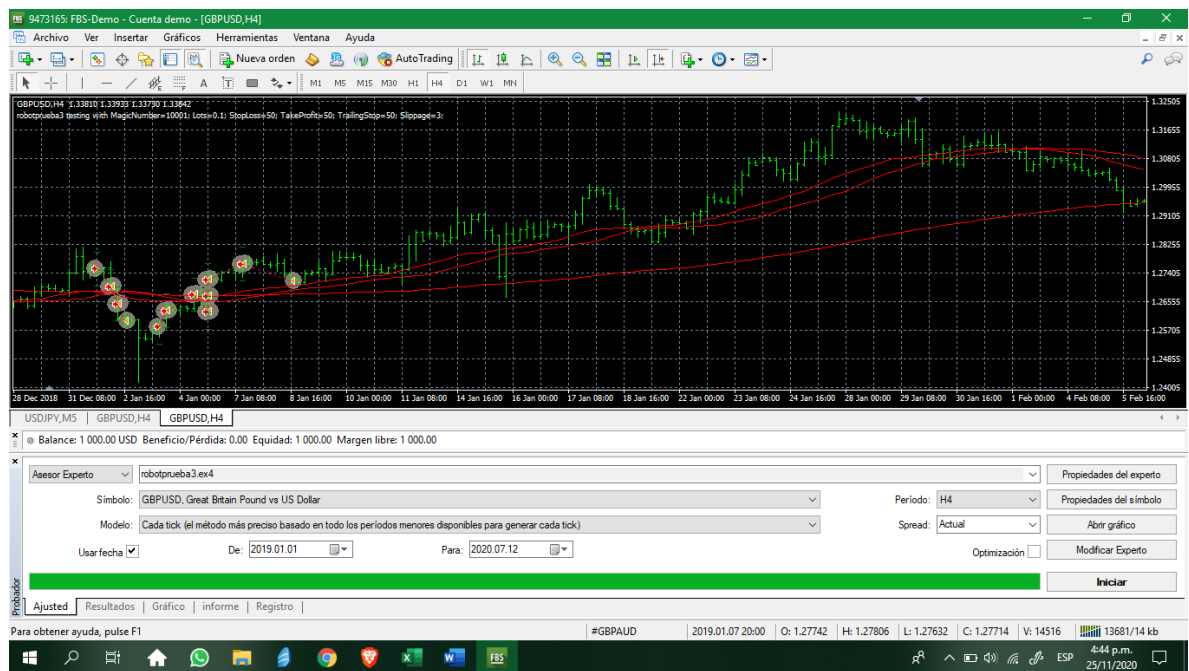 9473165: FBS-Demo - Cuenta demo - [GBPUSD,H4]
Archivo Ver Insertar Gráficos Herramientas Ventana Ayuda
Nueva orden AutoTrading
A T M1 M5 M15 M30 H1 H4 D1 W1 MN
GBPUSD,H4 1.33810 1.33933 1.33730 1.33842
robotprueba3 testing with MagicNumber=10001; Lots=0.1; StopLoss=50; TakeProfit=50; TrailingStop=50; Slippage=3;
1.32505
1.31655
1.30805
1.29955
1.29105
1.28255
1.27405
1.26555
1.25705
1.24855
1.24005
28 Dec 2018 31 Dec 08:00 2 Jan 16:00 4 Jan 00:00 7 Jan 08:00 8 Jan 16:00 10 Jan 00:00 11 Jan 08:00 14 Jan 16:00 16 Jan 00:00 17 Jan 08:00 18 Jan 16:00 22 Jan 00:00 23 Jan 08:00 24 Jan 16:00 28 Jan 00:00 29 Jan 08:00 30 Jan 16:00 1 Feb 00:00 4 Feb 08:00 5 Feb 16:00
USDJPY,M5 GBPUSD,H4 GBPUSD,H4
Balance: 1 000.00 USD Beneficio/Pérdida: 0.00 Equidad: 1 000.00 Margen libre: 1 000.00
Asesor Experto robotprueba3.ex4 Propiedades del experto
Símbolo: GBPUSD, Great Britain Pound vs US Dollar Período: H4 Propiedades del símbolo
Modelo: Cada tick (el método más preciso basado en todo los períodos menores disponibles para generar cada tick) Spread: Actual Abrir gráfico
Usar fecha De: 2019.01.01 Para: 2020.07.12 Optimización Modificar Experto
Iniciar
Probador
Ajusted Resultados Gráfico informe Registro
Para obtener ayuda, pulse F1 #GBPAUD 2019.01.07 20:00 O: 1.27742 H: 1.27806 L: 1.27632 C: 1.27714 V: 14516 13681/14 kb
FBS ESP 4:44 p.m.
25/11/2020